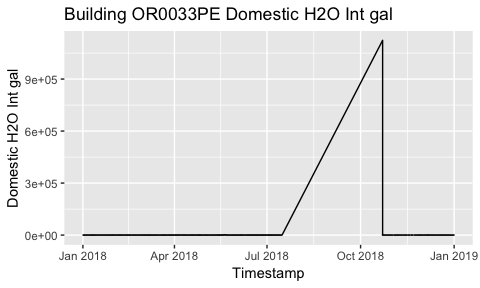 Building OR0033PE Domestic H2O Int gal
Domestic H2O Int gal
9e+05
6e+05
3e+05
0e+00
Jan 2018 Apr 2018 Jul 2018 Oct 2018 Jan 2019
Timestamp